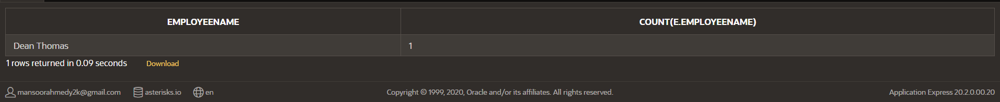 EMPLOYEENAME COUNT(E.EMPLOYEENAME)
Dean Thomas 1
1 rows returned in 0.09 seconds Download
mansoorahmedy2k@gmail.com asterisks.io en Copyright © 1999, 2020, Oracle and/or its affiliates. All rights reserved. Application Express 20.2.0.00.20